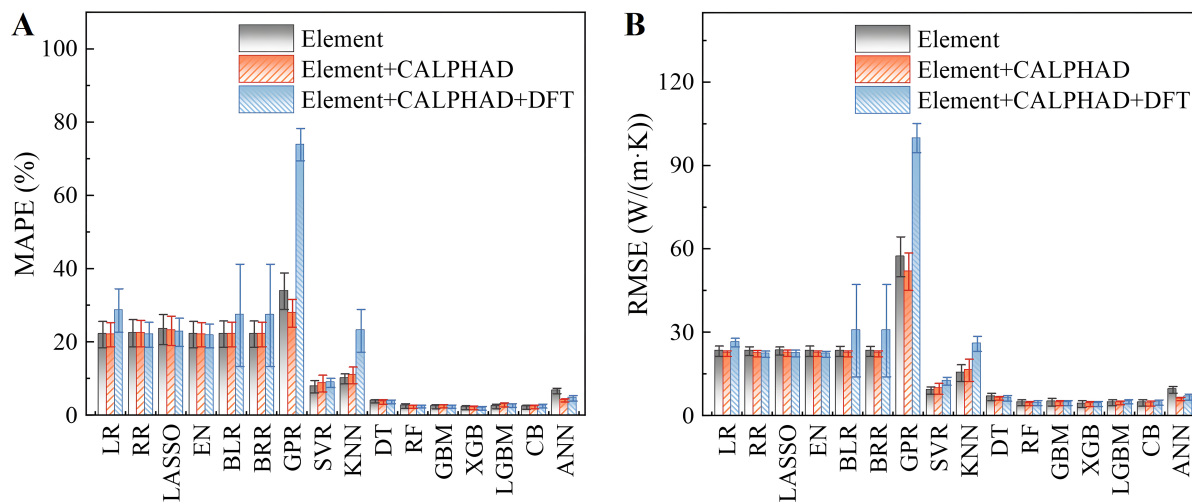 A
MAPE (%)
100
80
60
40
20
0
Element
Element+CALPHAD
Element+CALPHAD+DFT
LR
RR
LASSO
EN
BLR
BRR
GPR
SVR
KNN
DT
RF
GBM
XGB
LGBM
CB
ANN
B
RMSE (W/(m·K))
120
90
60
30
0
Element
Element+CALPHAD
Element+CALPHAD+DFT
LR
RR
LASSO
EN
BLR
BRR
GPR
SVR
KNN
DT
RF
GBM
XGB
LGBM
CB
ANN